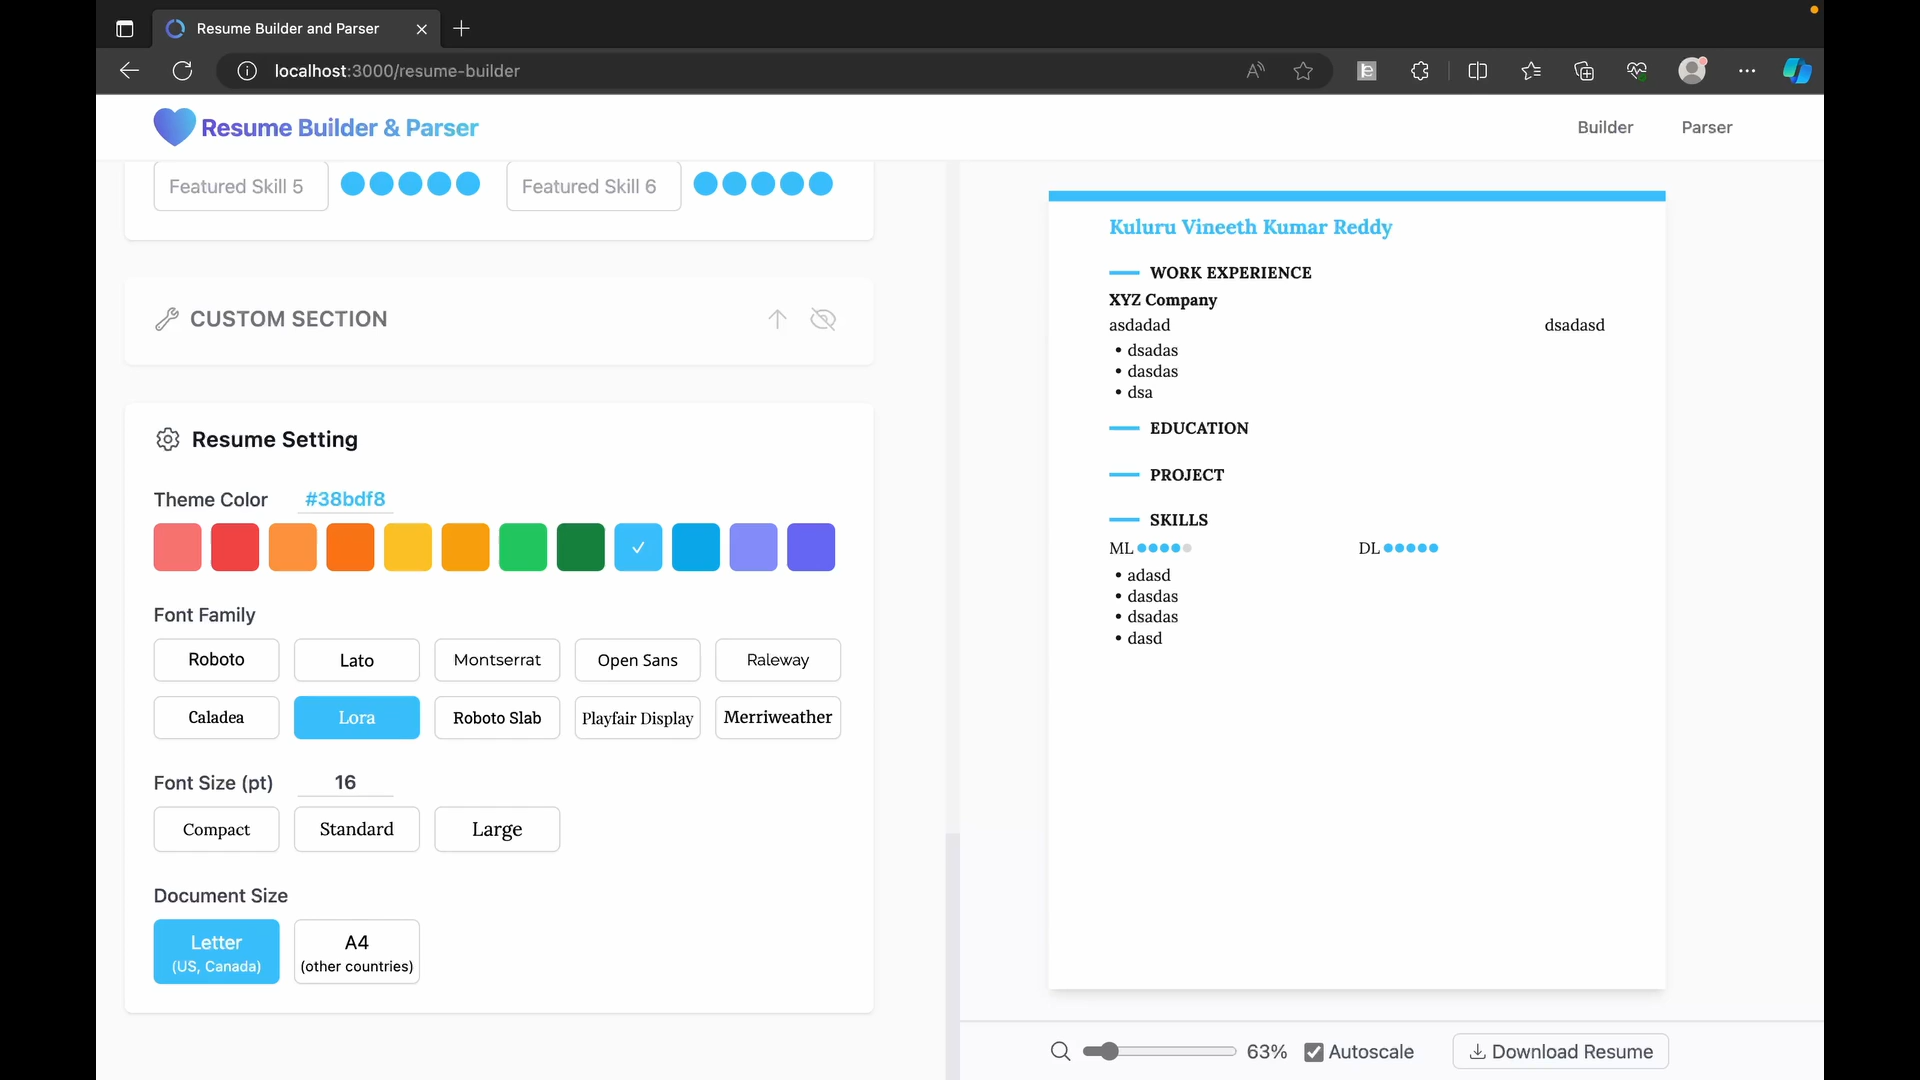 Resume Builder and Parser
localhost:3000/resume-builder
Resume Builder & Parser
Builder
Parser
Featured Skill 5
Featured Skill 6
CUSTOM SECTION
Resume Setting
Theme Color #38bdf8
Font Family
Roboto
Lato
Montserrat
Open Sans
Raleway
Caladea
Lora
Roboto Slab
Playfair Display
Merriweather
Font Size (pt) 16
Compact
Standard
Large
Document Size
Letter
(US, Canada)
A4
(other countries)
Kuluru Vineeth Kumar Reddy
WORK EXPERIENCE
XYZ Company
asdadad dsadasd
• dsadas
• dasdas
• dsa
EDUCATION
PROJECT
SKILLS
ML
DL
• adasd
• dasdas
• dsadas
• dasd
63%
Autoscale
Download Resume